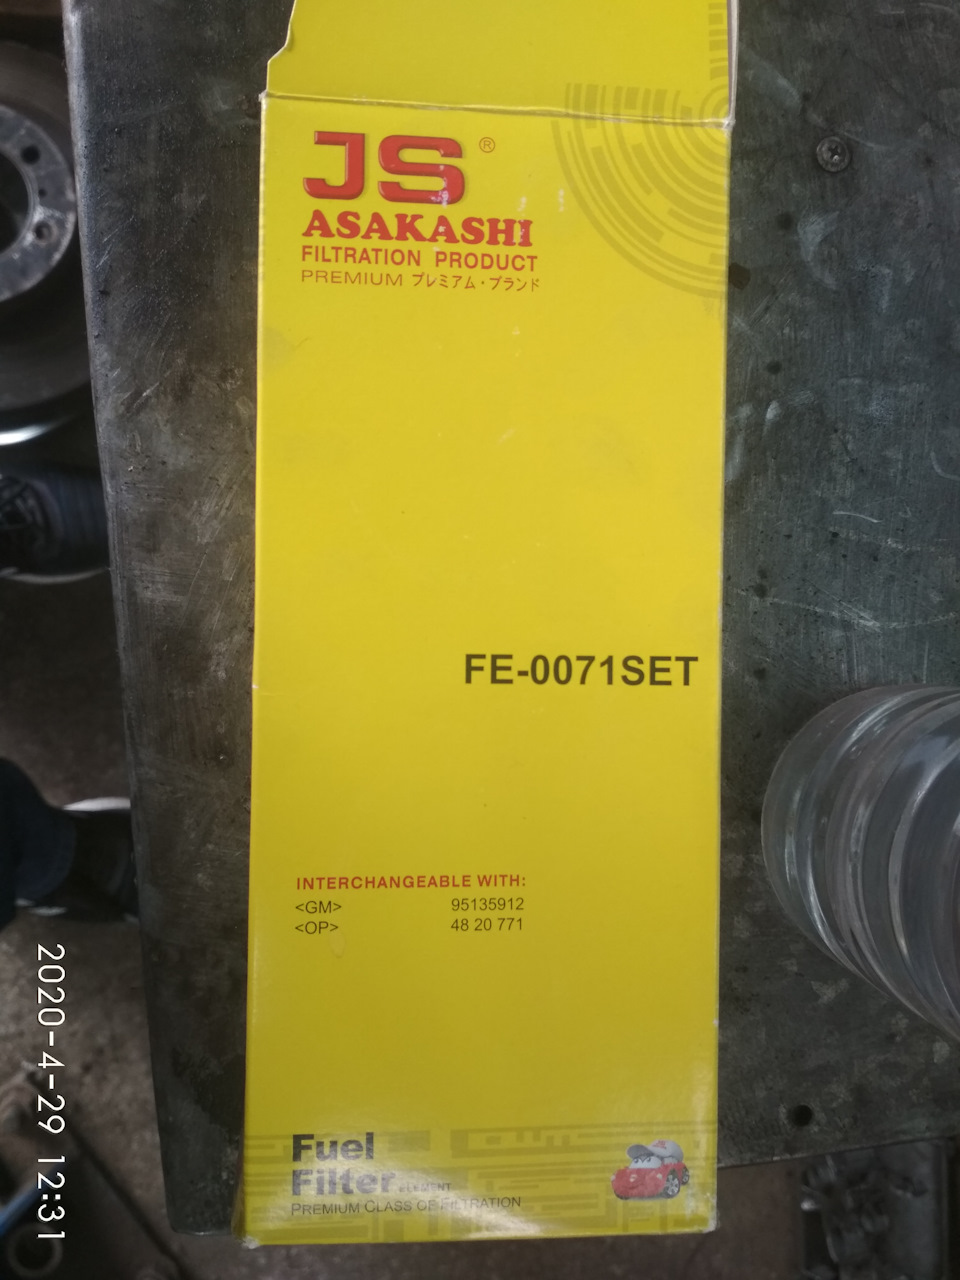 JS®
ASAKASHI
FILTRATION PRODUCT
PREMIUM プレミアム・ブランド
FE-0071SET
INTERCHANGEABLE WITH:
<GM> 95135912
<OP> 48 20 771
Fuel
Filter ELEMENT
PREMIUM CLASS OF FILTRATION
2020-4-29 12:31